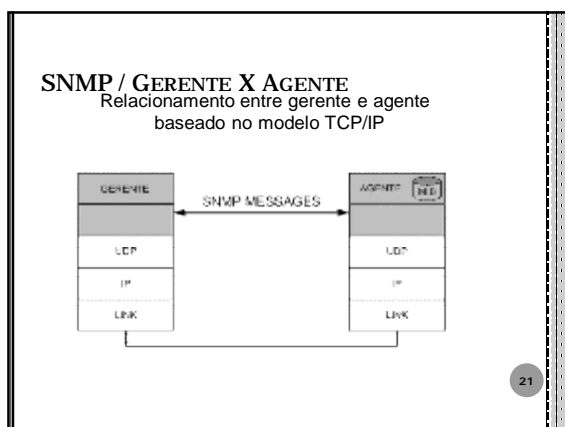 SNMP / GERENTE X AGENTE
Relacionamento entre gerente e agente
baseado no modelo TCP/IP
GERENTE
AGENTE
MIB
SNMP MESSAGES
UDP
UDP
IP
IP
LINK
LINK
21